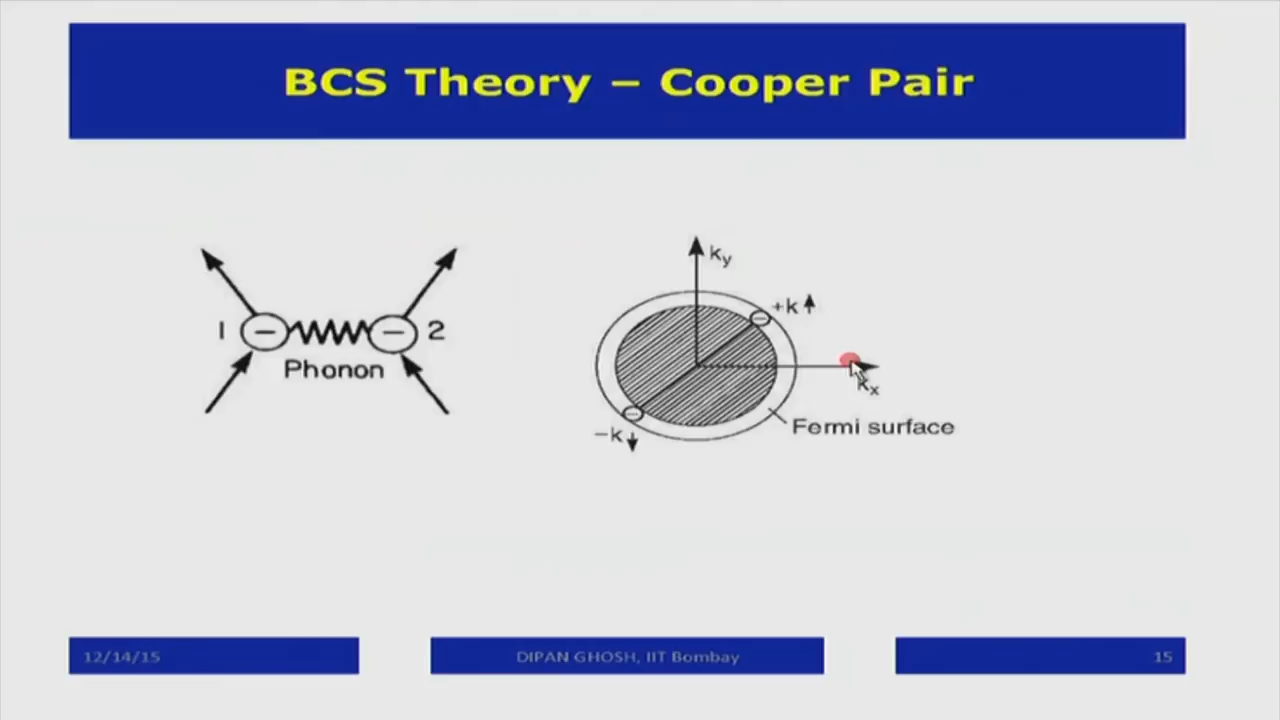 BCS Theory – Cooper Pair
1
2
Phonon
ky
+k
kx
Fermi surface
−k
12/14/15
DIPAN GHOSH, IIT Bombay
15